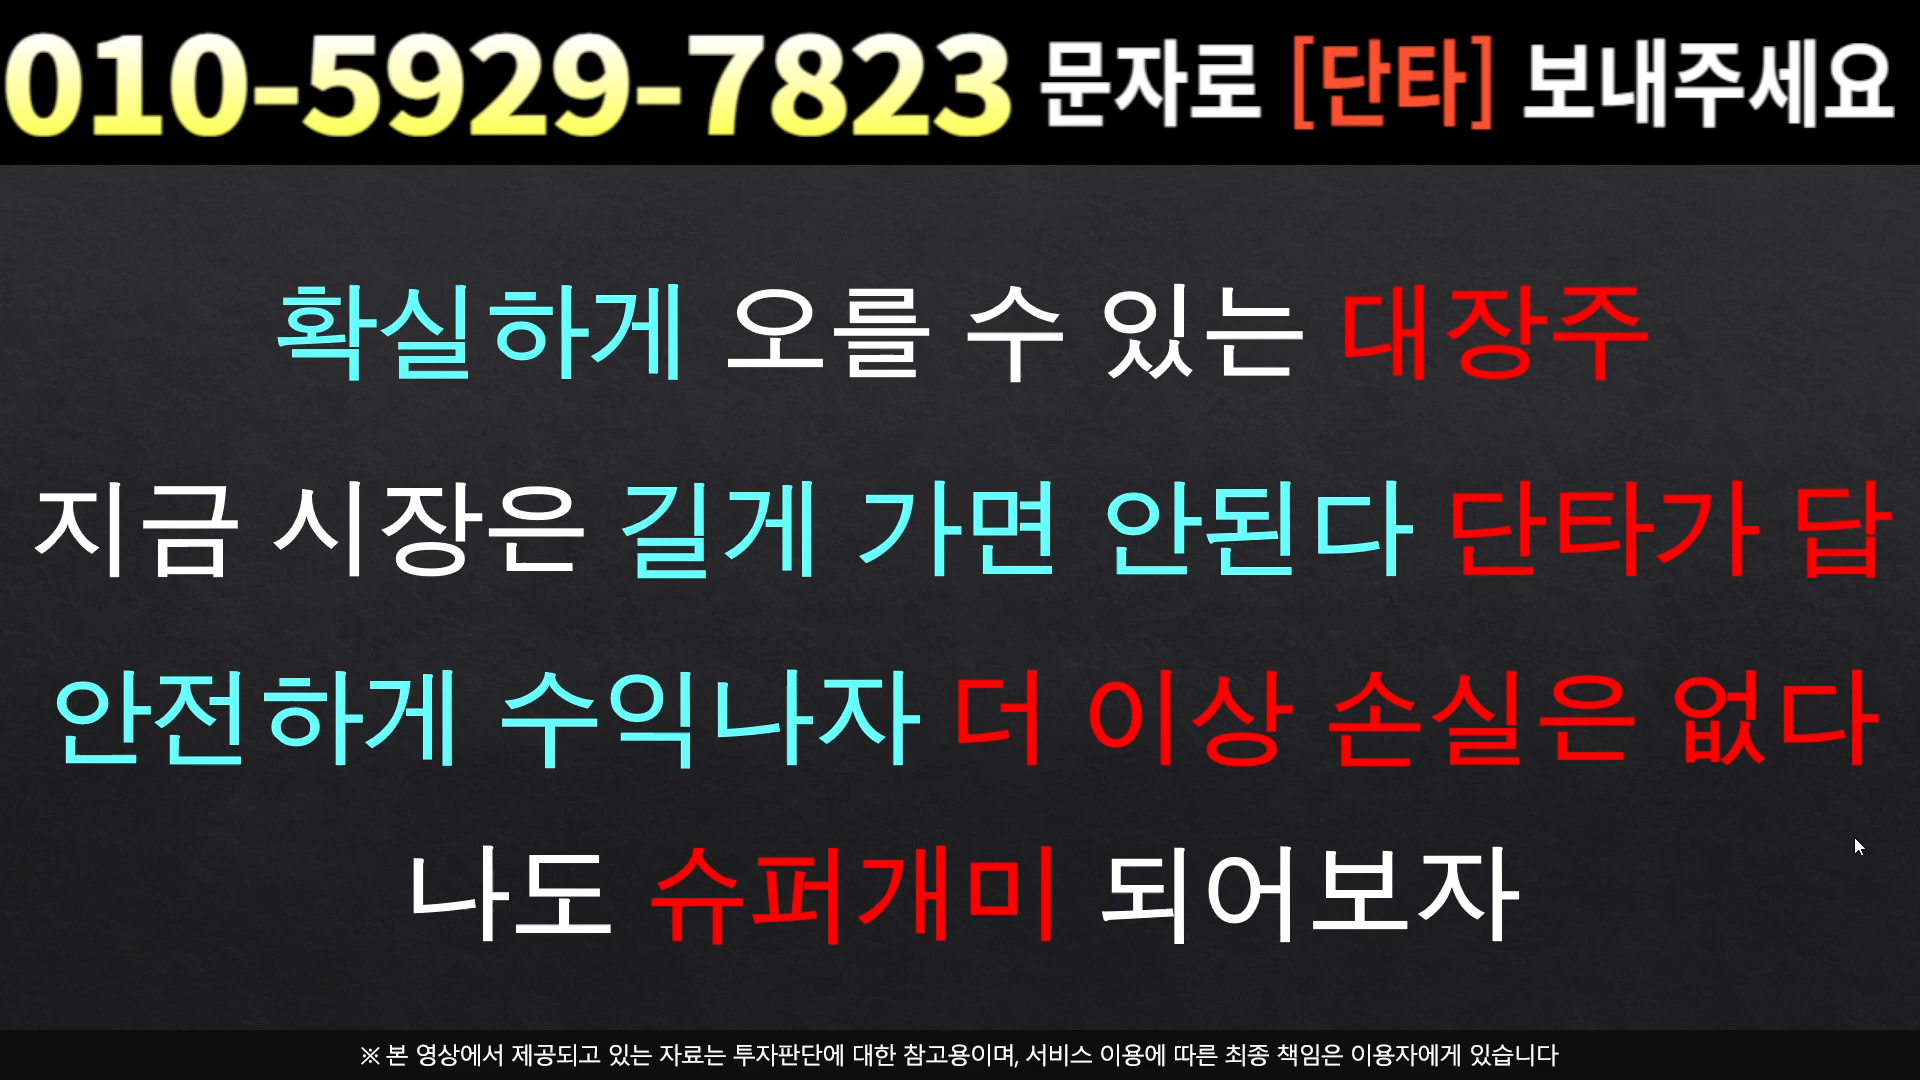 010-5929-7823 문자로 [단타] 보내주세요
확실하게 오를 수 있는 대장주
지금 시장은 길게 가면 안된다 단타가 답
안전하게 수익나자 더 이상 손실은 없다
나도 슈퍼개미 되어보자
※ 본 영상에서 제공되고 있는 자료는 투자판단에 대한 참고용이며, 서비스 이용에 따른 최종 책임은 이용자에게 있습니다